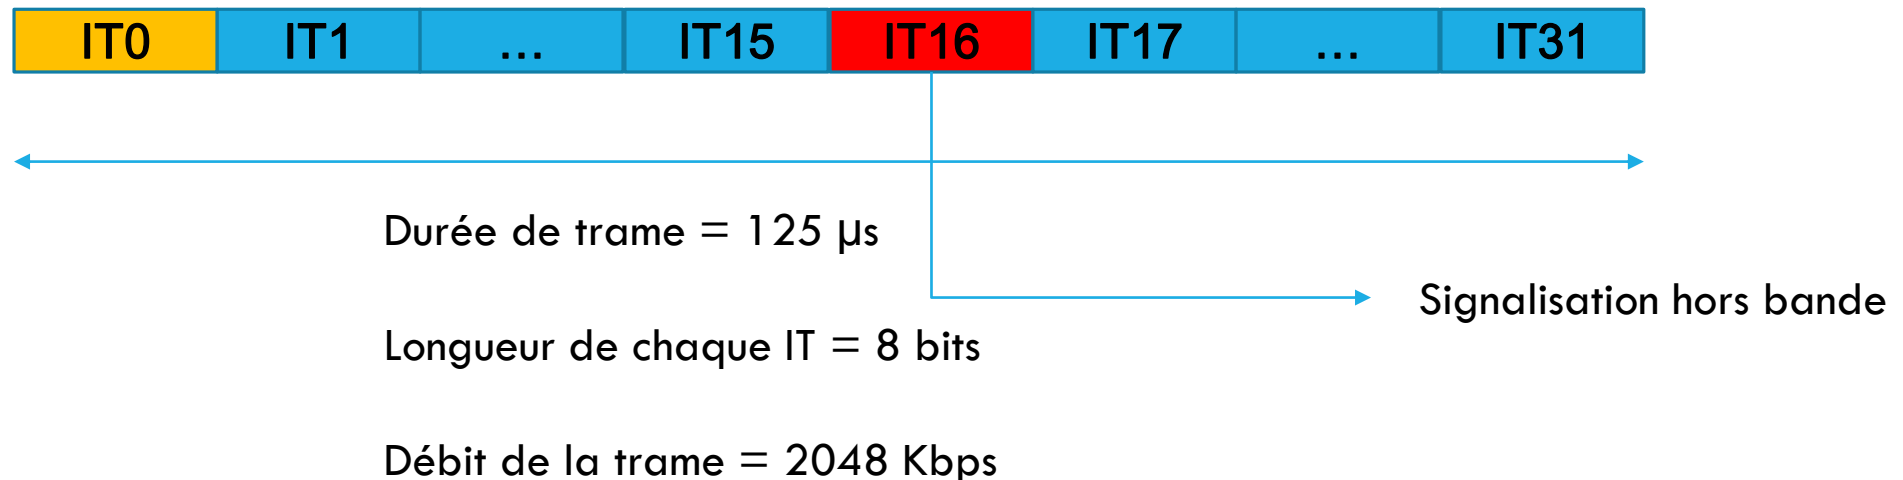 IT0 IT1 ... IT15 IT16 IT17 ... IT31
Durée de trame = 125 µs
Signalisation hors bande
Longueur de chaque IT = 8 bits
Débit de la trame = 2048 Kbps